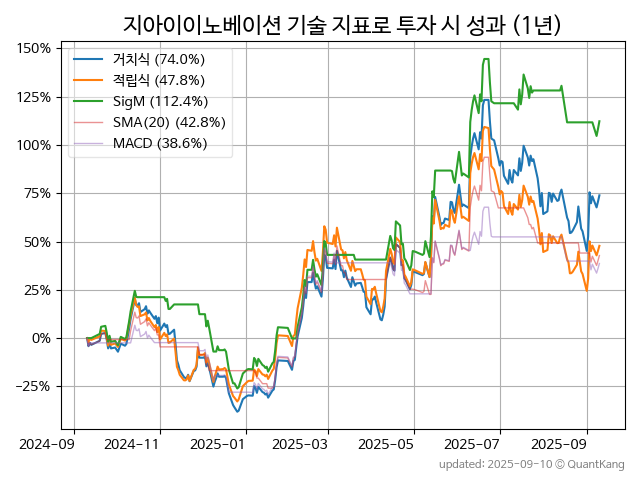 지아이이노베이션 기술 지표로 투자 시 성과 (1년)
150%
125%
100%
75%
50%
25%
0%
−25%
거치식 (74.0%)
적립식 (47.8%)
SigM (112.4%)
SMA(20) (42.8%)
MACD (38.6%)
2024-09 2024-11 2025-01 2025-03 2025-05 2025-07 2025-09
updated: 2025-09-10 © QuantKang